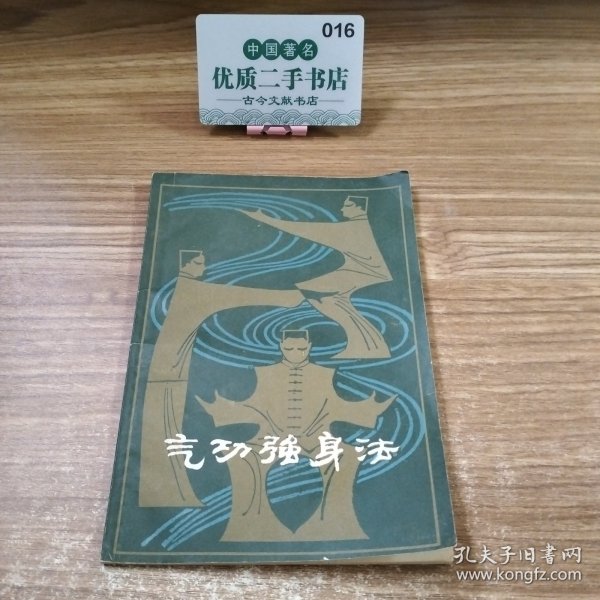 016
中国著名
优质二手书店
古今文献书店
气功强身法
孔夫子旧书网
www.kongfz.com